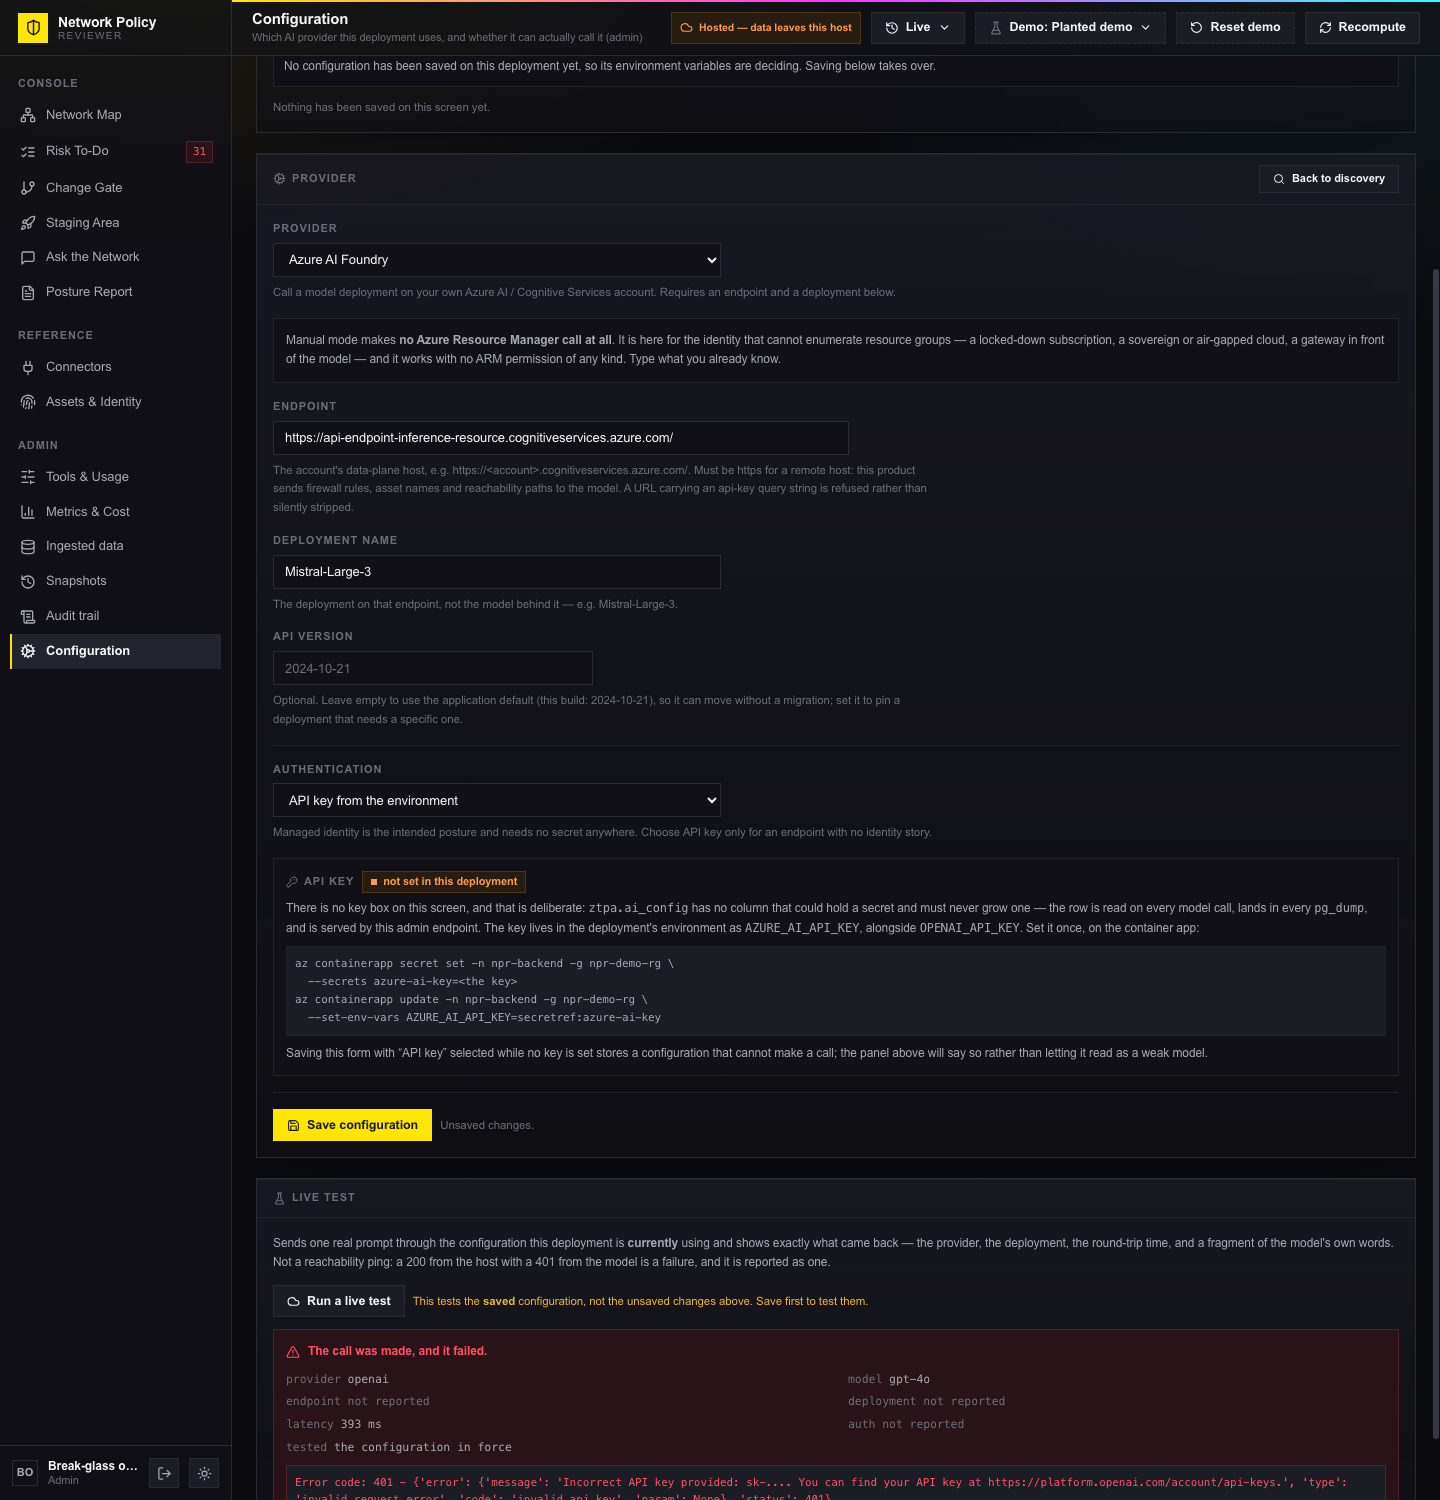 Network Policy
REVIEWER
Configuration
Which AI provider this deployment uses, and whether it can actually call it (admin)
Hosted — data leaves this host
Live
Demo: Planted demo
Reset demo
Recompute
CONSOLE
Network Map
Risk To-Do
31
Change Gate
Staging Area
Ask the Network
Posture Report
REFERENCE
Connectors
Assets & Identity
ADMIN
Tools & Usage
Metrics & Cost
Ingested data
Snapshots
Audit trail
Configuration
BO
Break-glass o...
Admin
No configuration has been saved on this deployment yet, so its environment variables are deciding. Saving below takes over.
Nothing has been saved on this screen yet.
PROVIDER
Back to discovery
PROVIDER
Azure AI Foundry
Call a model deployment on your own Azure AI / Cognitive Services account. Requires an endpoint and a deployment below.
Manual mode makes no Azure Resource Manager call at all. It is here for the identity that cannot enumerate resource groups — a locked-down subscription, a sovereign or air-gapped cloud, a gateway in front
of the model — and it works with no ARM permission of any kind. Type what you already know.
ENDPOINT
https://api-endpoint-inference-resource.cognitiveservices.azure.com/
The account's data-plane host, e.g. https://<account>.cognitiveservices.azure.com/. Must be https for a remote host: this product
sends firewall rules, asset names and reachability paths to the model. A URL carrying an api-key query string is refused rather than
silently stripped.
DEPLOYMENT NAME
Mistral-Large-3
The deployment on that endpoint, not the model behind it — e.g. Mistral-Large-3.
API VERSION
2024-10-21
Optional. Leave empty to use the application default (this build: 2024-10-21), so it can move without a migration; set it to pin a
deployment that needs a specific one.
AUTHENTICATION
API key from the environment
Managed identity is the intended posture and needs no secret anywhere. Choose API key only for an endpoint with no identity story.
API KEY
not set in this deployment
There is no key box on this screen, and that is deliberate: ztpa.ai_config has no column that could hold a secret and must never grow one — the row is read on every model call, lands in every pg_dump,
and is served by this admin endpoint. The key lives in the deployment's environment as AZURE_AI_API_KEY, alongside OPENAI_API_KEY. Set it once, on the container app:
az containerapp secret set -n npr-backend -g npr-demo-rg \
--secrets azure-ai-key=<the key>
az containerapp update -n npr-backend -g npr-demo-rg \
--set-env-vars AZURE_AI_API_KEY=secretref:azure-ai-key
Saving this form with “API key” selected while no key is set stores a configuration that cannot make a call; the panel above will say so rather than letting it read as a weak model.
Save configuration
Unsaved changes.
LIVE TEST
Sends one real prompt through the configuration this deployment is currently using and shows exactly what came back — the provider, the deployment, the round-trip time, and a fragment of the model's own words.
Not a reachability ping: a 200 from the host with a 401 from the model is a failure, and it is reported as one.
Run a live test
This tests the saved configuration, not the unsaved changes above. Save first to test them.
The call was made, and it failed.
provider openai
model gpt-4o
endpoint not reported
deployment not reported
latency 393 ms
auth not reported
tested the configuration in force
Error code: 401 - {'error': {'message': 'Incorrect API key provided: sk-.... You can find your API key at https://platform.openai.com/account/api-keys.', 'type':
'invalid_request_error', 'code': 'invalid_api_key', 'param': None}, 'status': 401}